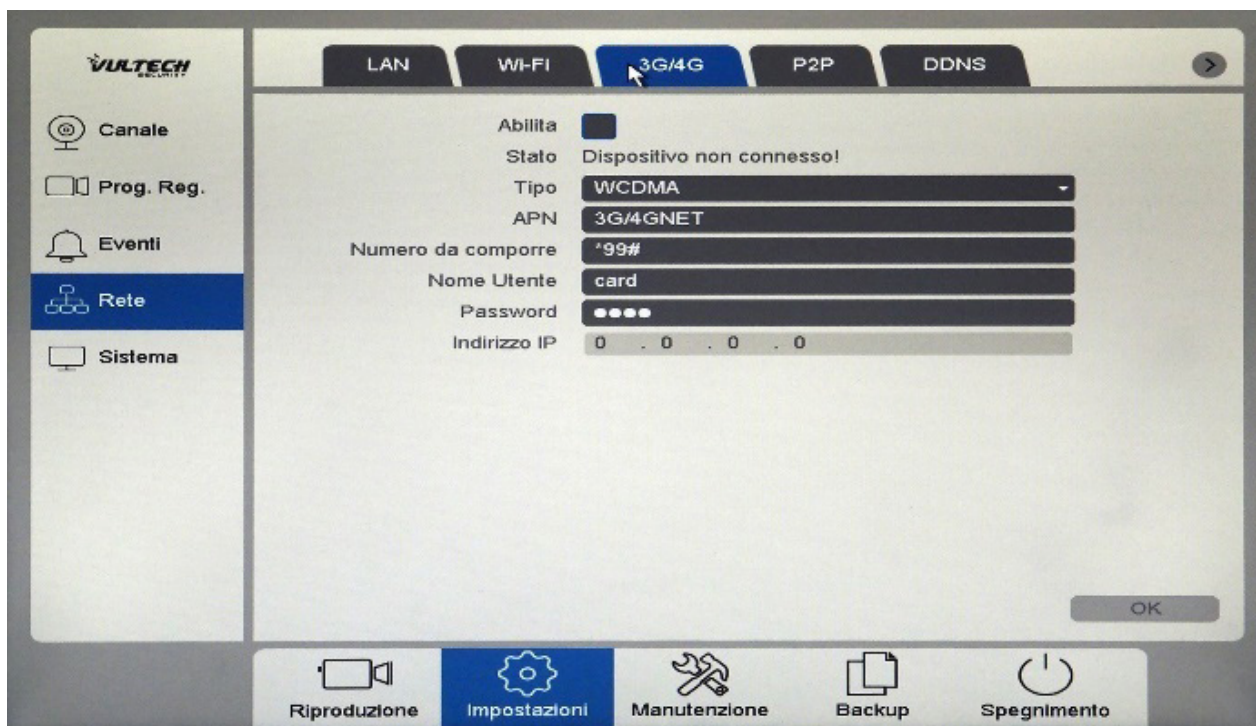 VULTECH
SECURITY
LAN
WI-FI
3G/4G
P2P
DDNS
Canale
Prog. Reg.
Eventi
Rete
Sistema
Abilita
Stato Dispositivo non connesso!
Tipo WCDMA
APN 3G/4GNET
Numero da comporre *99#
Nome Utente card
Password ●●●●
Indirizzo IP 0 . 0 . 0 . 0
OK
Riproduzione
Impostazioni
Manutenzione
Backup
Spegnimento